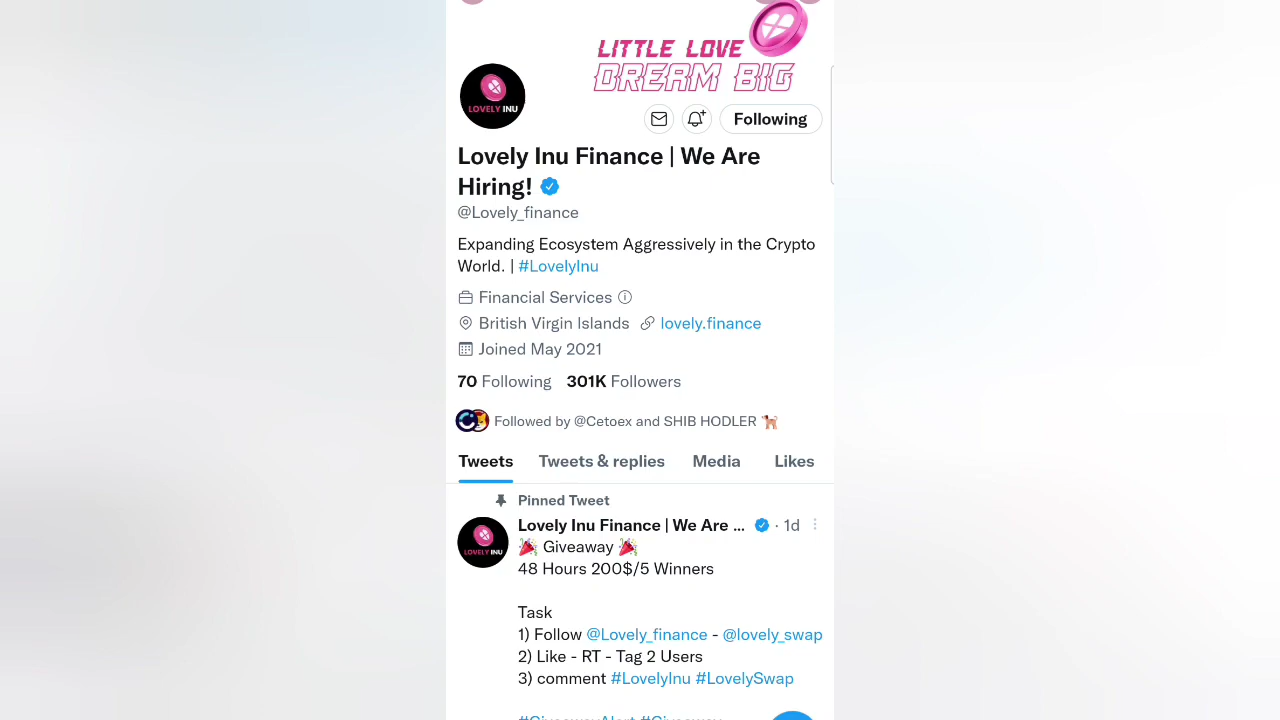 LITTLE LOVE
DREAM BIG
LOVELY INU
Following
Lovely Inu Finance | We Are
Hiring!
@Lovely_finance
Expanding Ecosystem Aggressively in the Crypto
World. | #LovelyInu
Financial Services
British Virgin Islands lovely.finance
Joined May 2021
70 Following 301K Followers
Followed by @Cetoex and SHIB HODLER 🐕
Tweets Tweets & replies Media Likes
Pinned Tweet
Lovely Inu Finance | We Are ... · 1d
LOVELY INU
🎉 Giveaway 🎉
48 Hours 200$/5 Winners
Task
1) Follow @Lovely_finance - @lovely_swap
2) Like - RT - Tag 2 Users
3) comment #LovelyInu #LovelySwap
#GiveawayAlert #Giveaway